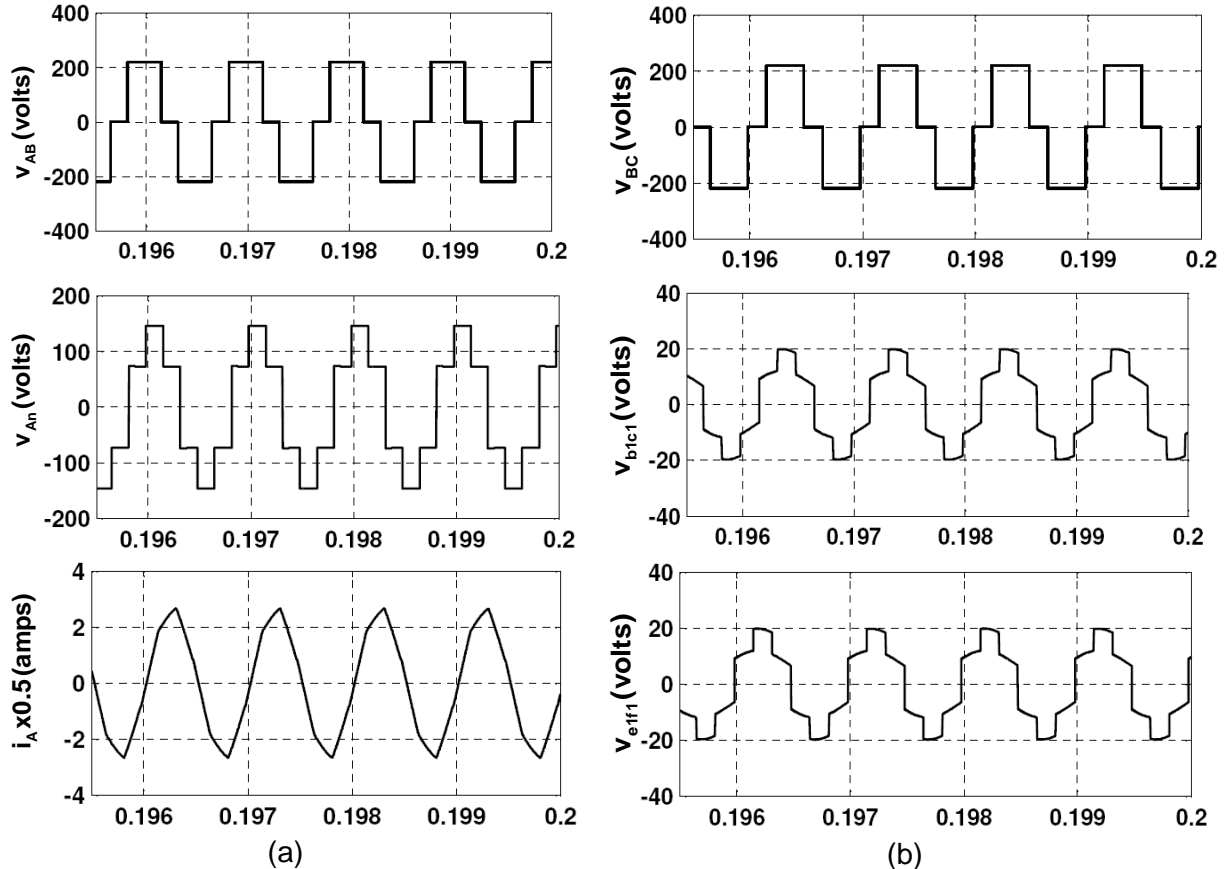 400
200
0
-200
-400
v_AB (volts)
0.196 0.197 0.198 0.199 0.2
200
100
0
-100
-200
v_An (volts)
0.196 0.197 0.198 0.199 0.2
4
2
0
-2
-4
i_A x0.5 (amps)
0.196 0.197 0.198 0.199 0.2
(a)
400
200
0
-200
-400
v_BC (volts)
0.196 0.197 0.198 0.199 0.2
40
20
0
-20
-40
v_b1c1 (volts)
0.196 0.197 0.198 0.199 0.2
40
20
0
-20
-40
v_e1f1 (volts)
0.196 0.197 0.198 0.199 0.2
(b)